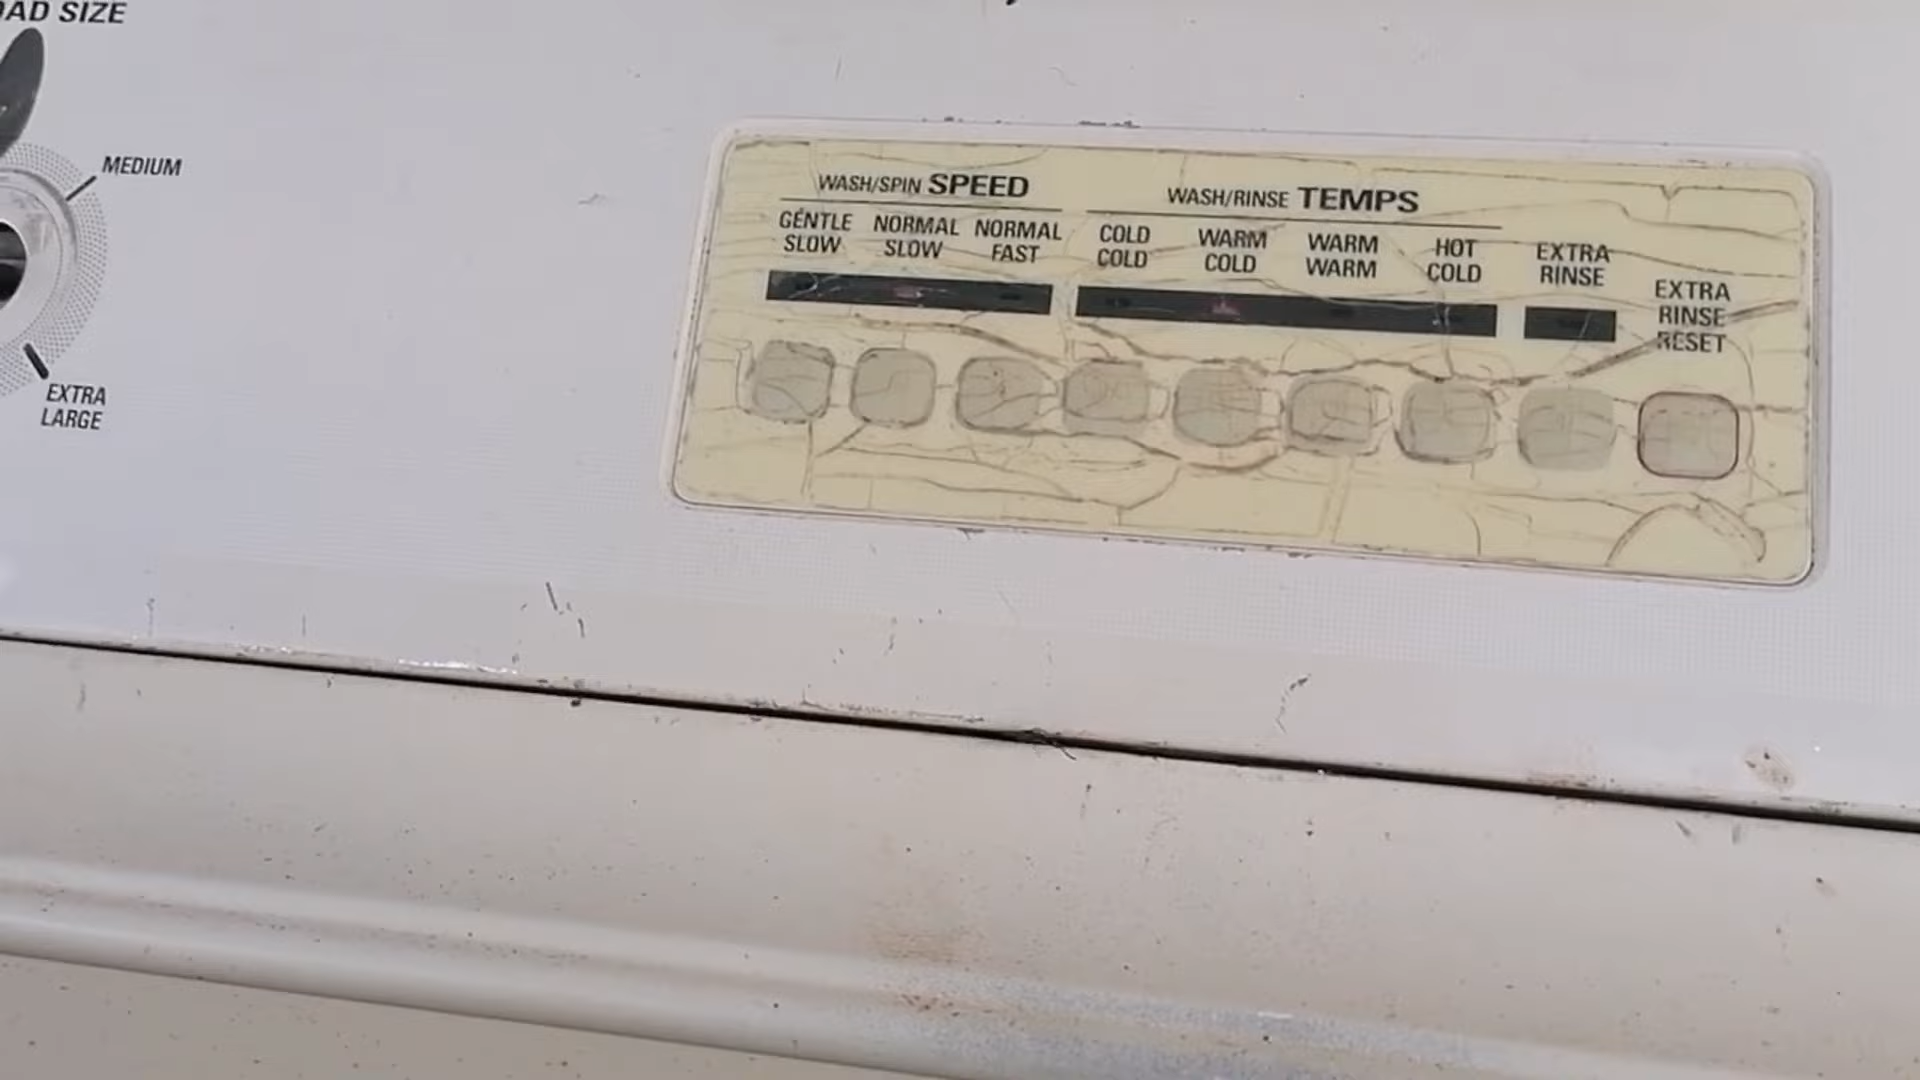 LOAD SIZE
MEDIUM
EXTRA
LARGE
WASH/SPIN SPEED
GENTLE
SLOW
NORMAL
SLOW
NORMAL
FAST
WASH/RINSE TEMPS
COLD
COLD
WARM
COLD
WARM
WARM
HOT
COLD
EXTRA
RINSE
EXTRA
RINSE
RESET